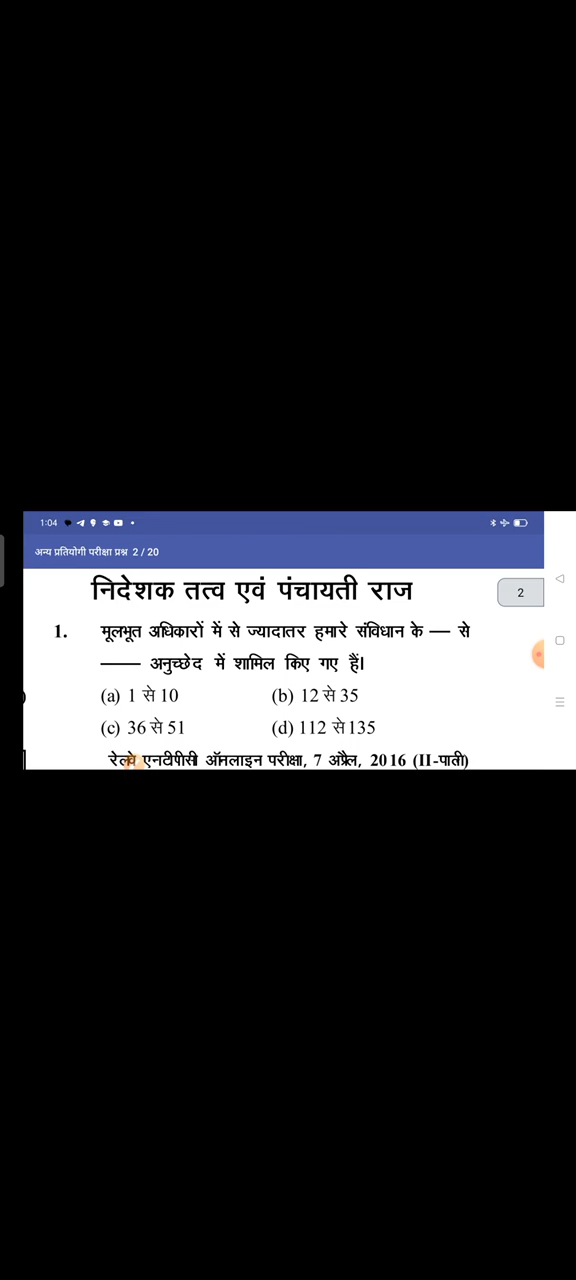 1:04
अन्य प्रतियोगी परीक्षा प्रश्न 2 / 20
निदेशक तत्व एवं पंचायती राज
2
1. मूलभूत अधिकारों में से ज्यादातर हमारे संविधान के — से
—— अनुच्छेद में शामिल किए गए हैं।
(a) 1 से 10 (b) 12 से 35
(c) 36 से 51 (d) 112 से 135
रेलवे एनटीपीसी ऑनलाइन परीक्षा, 7 अप्रैल, 2016 (II-पाली)